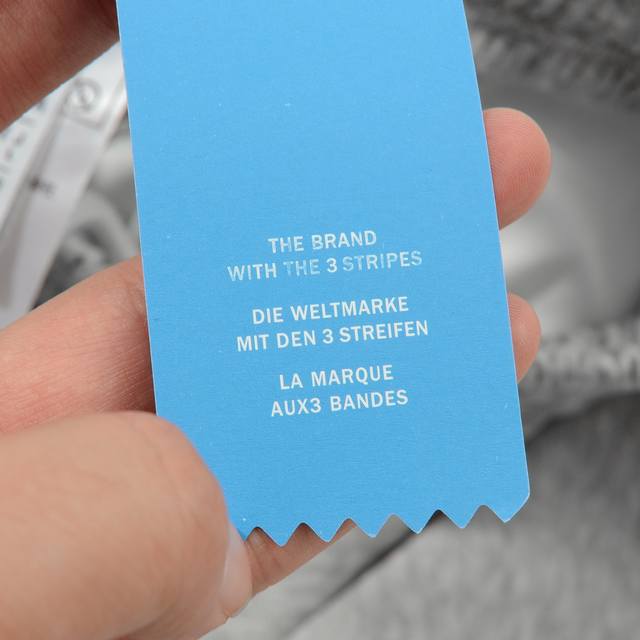 THE BRAND
WITH THE 3 STRIPES
DIE WELTMARKE
MIT DEN 3 STREIFEN
LA MARQUE
AUX3 BANDES